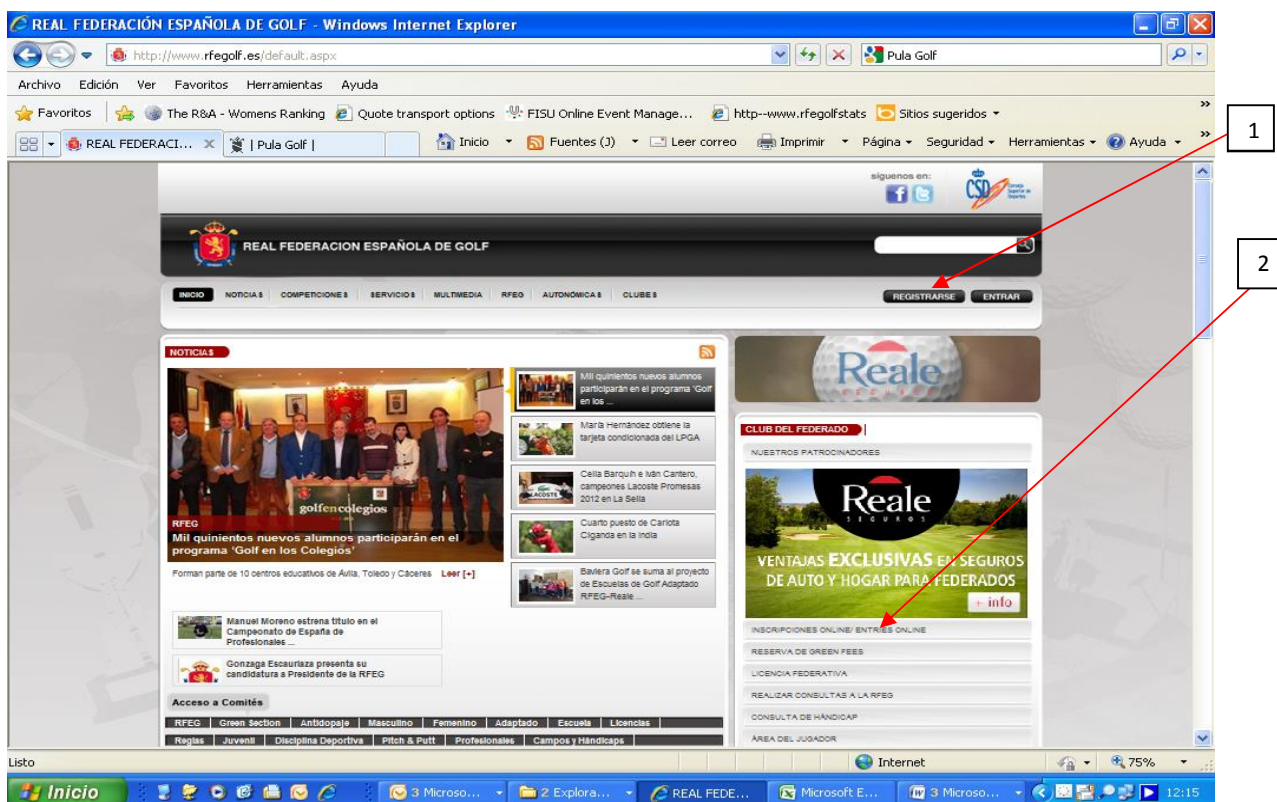 REAL FEDERACIÓN ESPAÑOLA DE GOLF - Windows Internet Explorer
http://www.rfegolf.es/default.aspx
Pula Golf
Archivo Edición Ver Favoritos Herramientas Ayuda
Favoritos The R&A - Womens Ranking Quote transport options FISU Online Event Manage... http--www.rfegolfstats Sitios sugeridos
REAL FEDERACI... | Pula Golf | Inicio Fuentes (J) Leer correo Imprimir Página Seguridad Herramientas Ayuda
1
síguenos en:
CSD
REAL FEDERACION ESPAÑOLA DE GOLF
2
INICIO NOTICIAS COMPETICIONES SERVICIOS MULTIMEDIA RFEG AUTONÓMICAS CLUBES REGISTRARSE ENTRAR
NOTICIAS
Reale
SEGUROS
Mil quinientos nuevos alumnos
participarán en el programa 'Golf
en los ...
María Hernández obtiene la
tarjeta condicionada del LPGA
Celia Barquín e Iván Cantero,
campeones Lacoste Promesas
2012 en La Sella
LACOSTE
Cuarto puesto de Carlota
Ciganda en la India
Baviera Golf se suma al proyecto
de Escuelas de Golf Adaptado
RFEG-Reale ...
golfencolegios
RFEG
Mil quinientos nuevos alumnos participarán en el
programa 'Golf en los Colegios'
Forman parte de 10 centros educativos de Ávila, Toledo y Cáceres Leer [+]
Manuel Moreno estrena título en el
Campeonato de España de
Profesionales ...
Gonzaga Escauriaza presenta su
candidatura a Presidente de la RFEG
Acceso a Comités
RFEG Green Section Antidopaje Masculino Femenino Adaptado Escuela Licencias
Reglas Juvenil Disciplina Deportiva Pitch & Putt Profesionales Campos y Hándicaps
CLUB DEL FEDERADO
NUESTROS PATROCINADORES
Reale
SEGUROS
VENTAJAS EXCLUSIVAS EN SEGUROS
DE AUTO Y HOGAR PARA FEDERADOS
+ info
INSCRIPCIONES ONLINE/ ENTRIES ONLINE
RESERVA DE GREEN FEES
LICENCIA FEDERATIVA
REALIZAR CONSULTAS A LA RFEG
CONSULTA DE HÁNDICAP
ÁREA DEL JUGADOR
Listo Internet 75%
Inicio 3 Microso... 2 Explora... REAL FEDE... Microsoft E... 3 Microso... 12:15